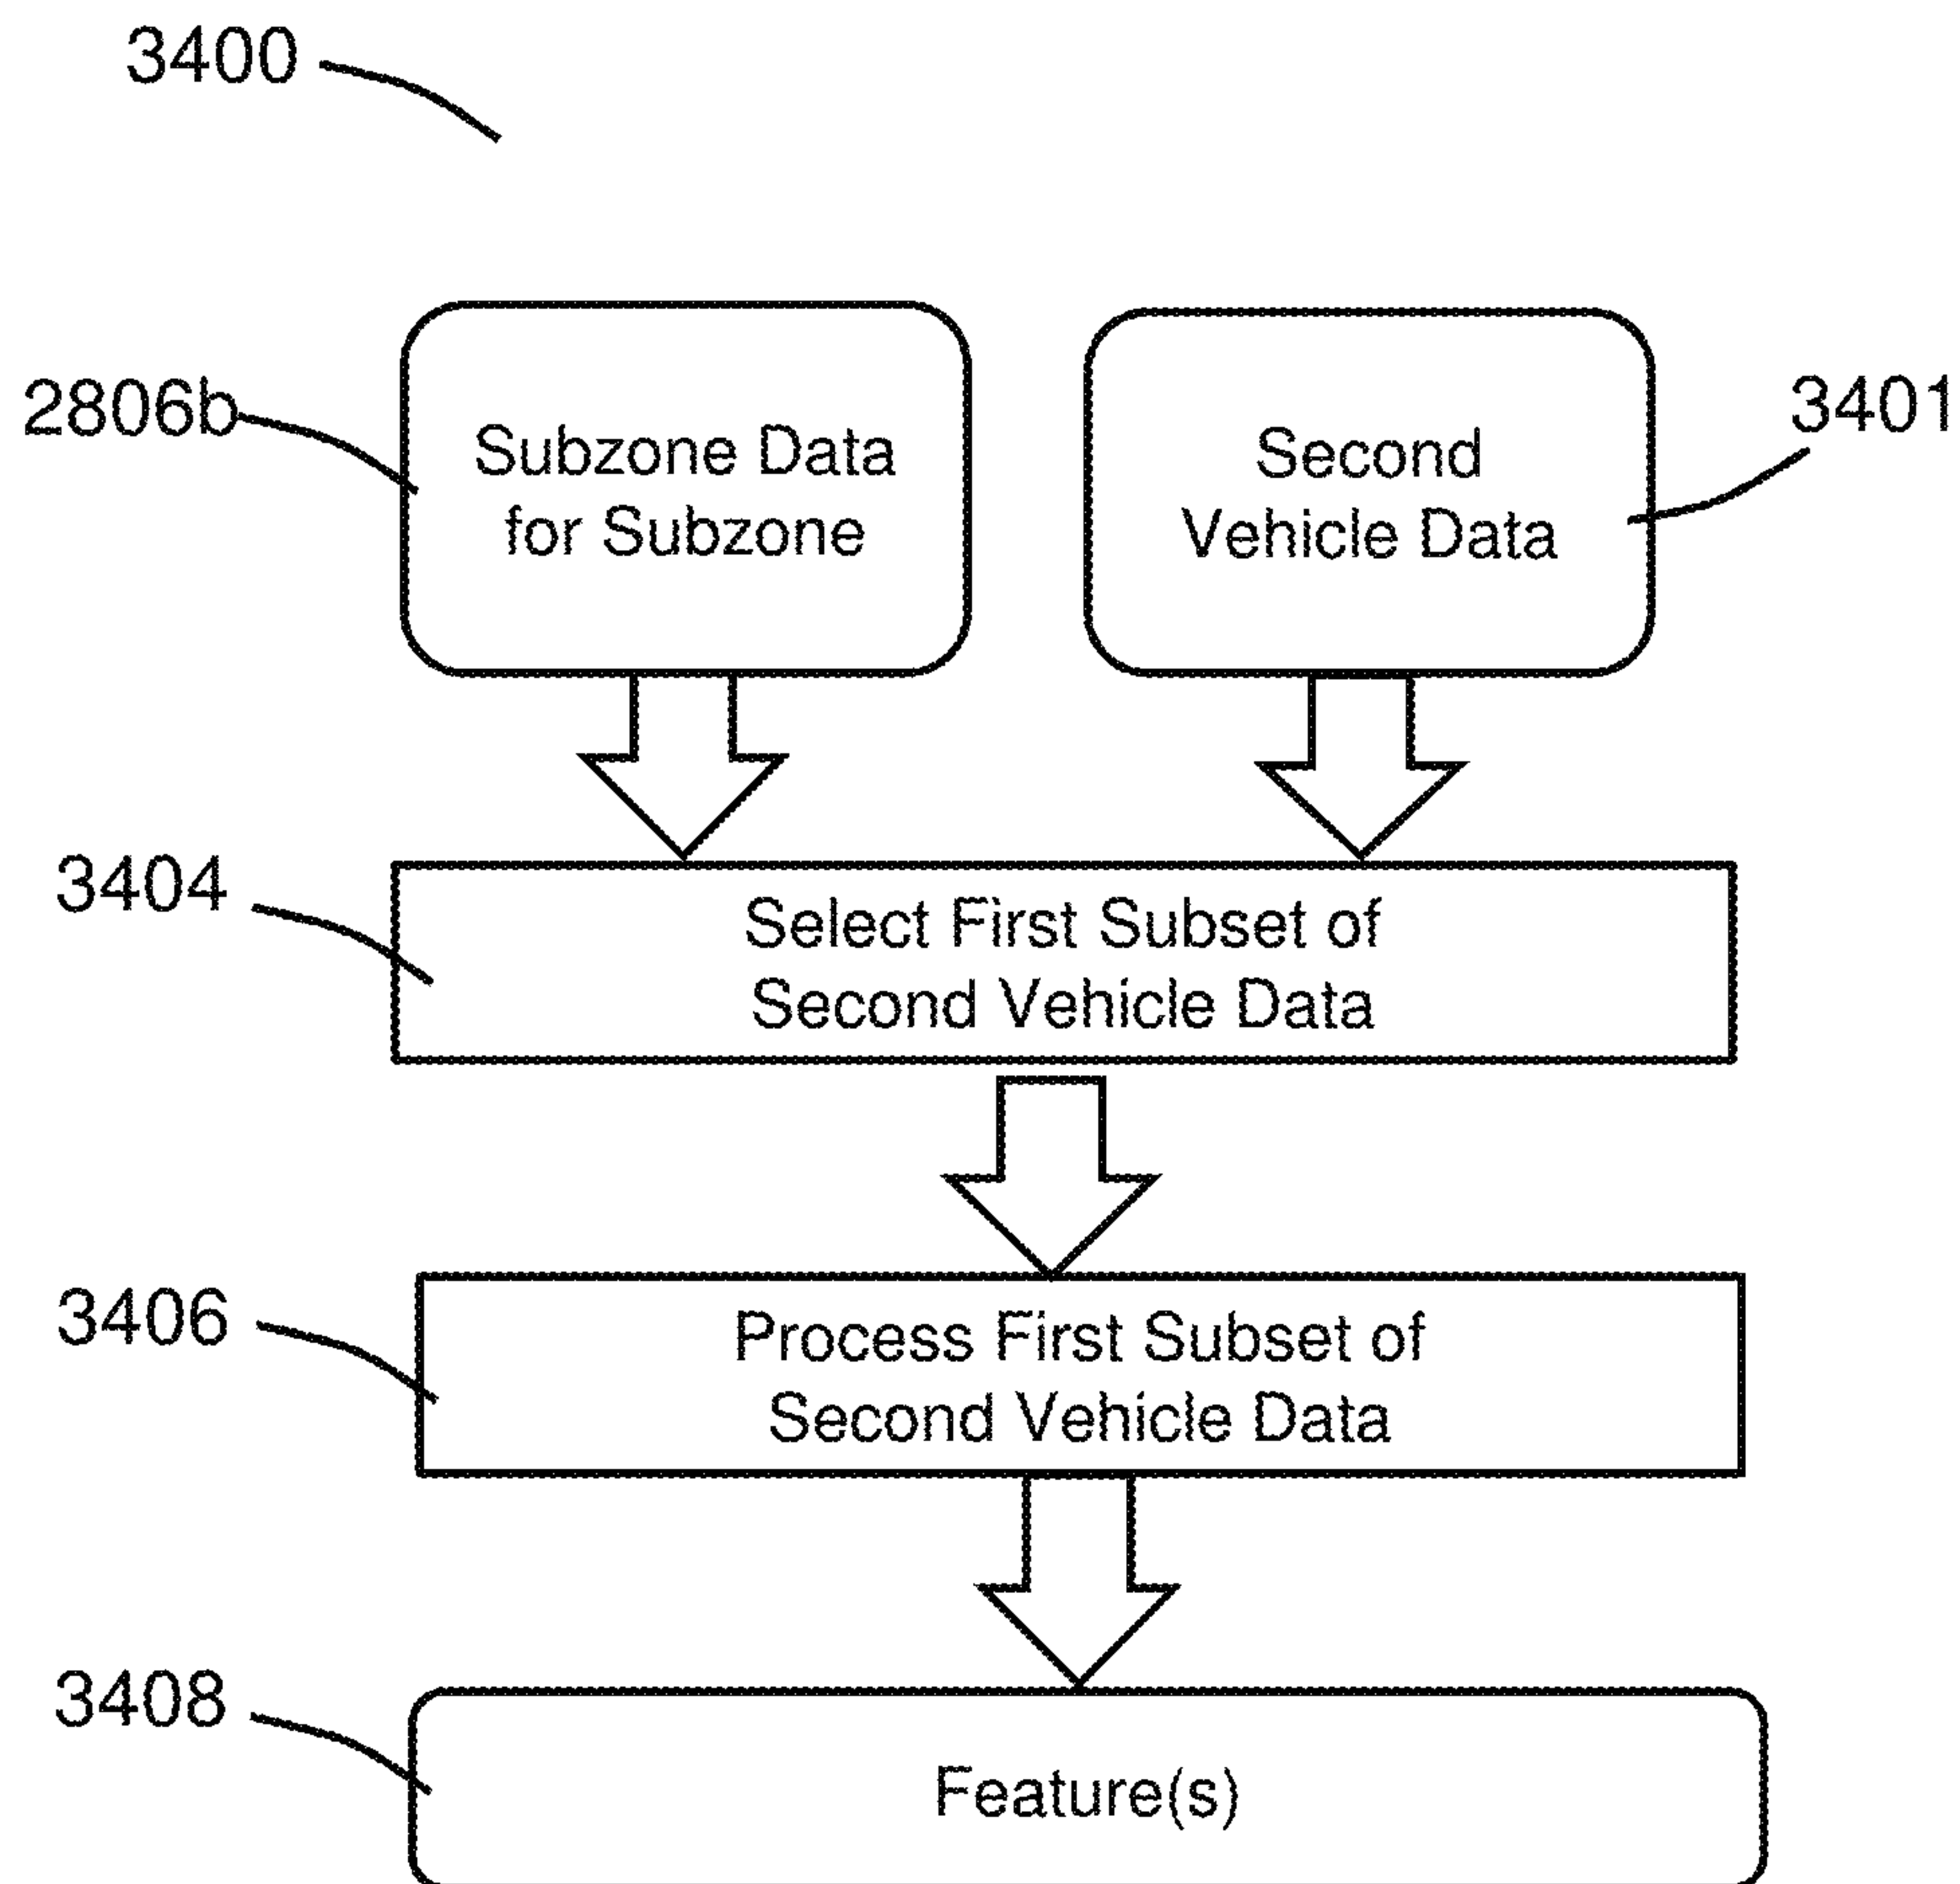 3400
2806b
Subzone Data
for Subzone
Second
Vehicle Data
3401
3404
Select First Subset of
Second Vehicle Data
3406
Process First Subset of
Second Vehicle Data
3408
Feature(s)